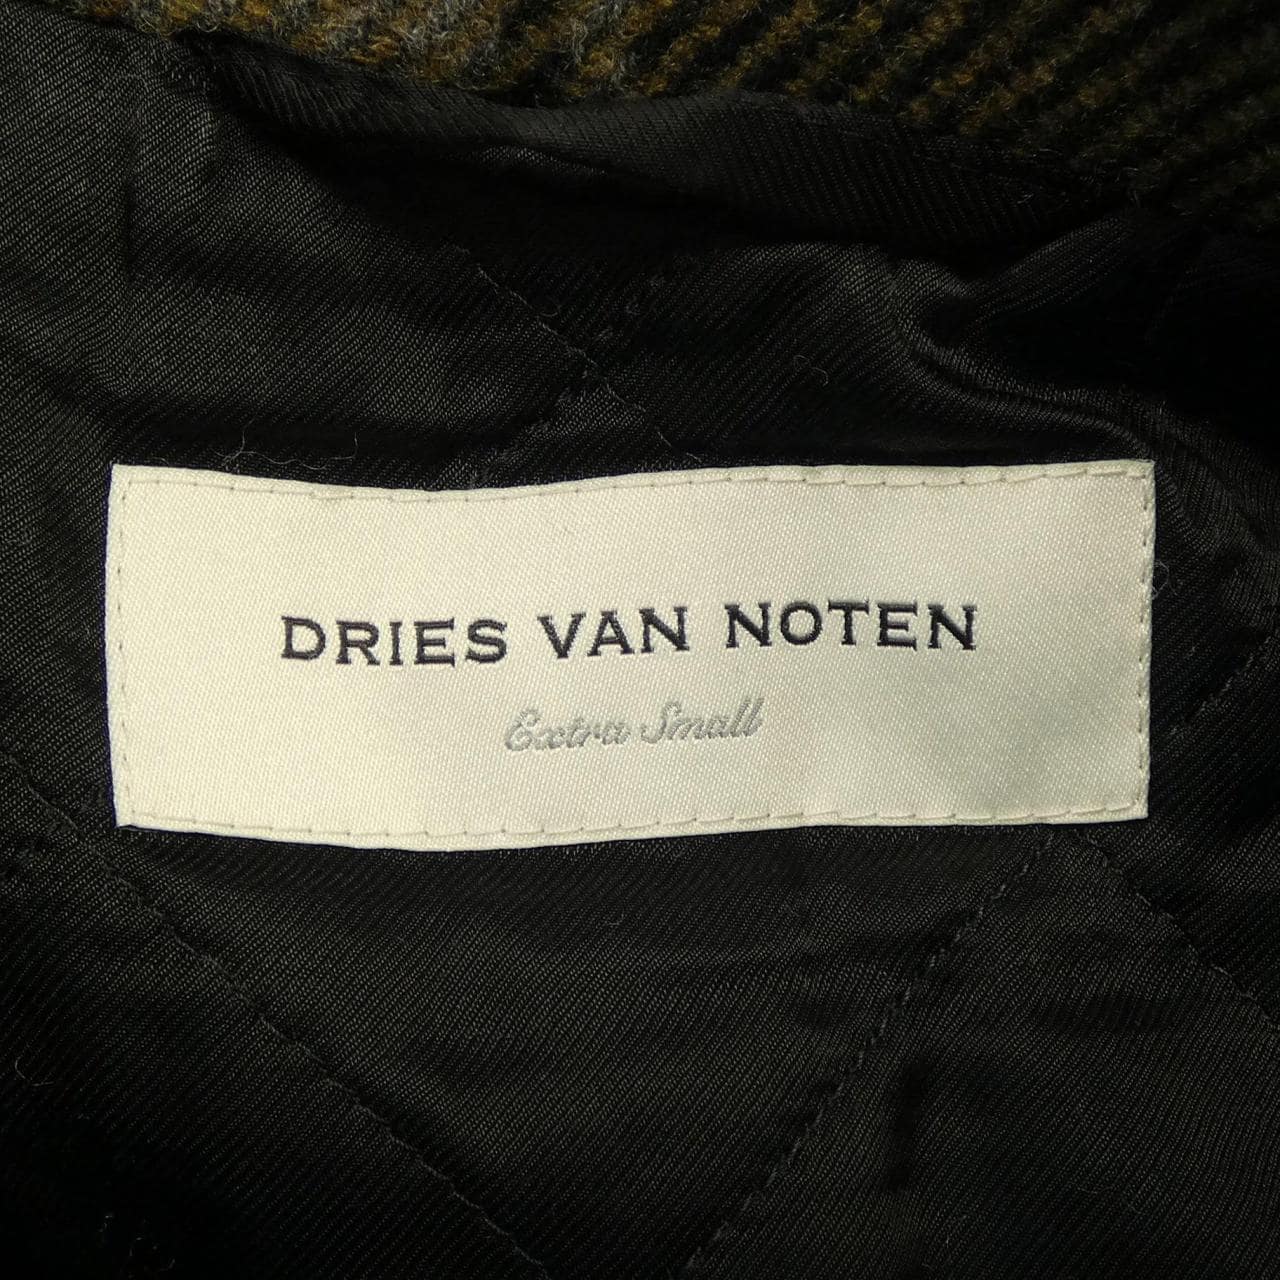 DRIES VAN NOTEN
Extra Small